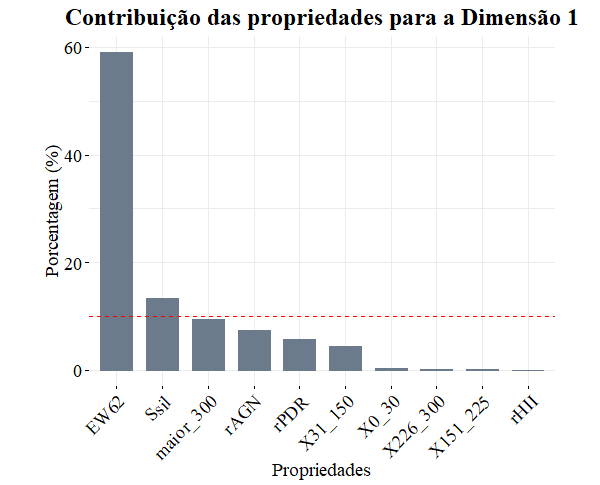 Contribuição das propriedades para a Dimensão 1
Porcentagem (%)
60
40
20
0
EW62
Ssil
maior_300
rAGN
rPDR
X31_150
X0_30
X226_300
X151_225
rHII
Propriedades